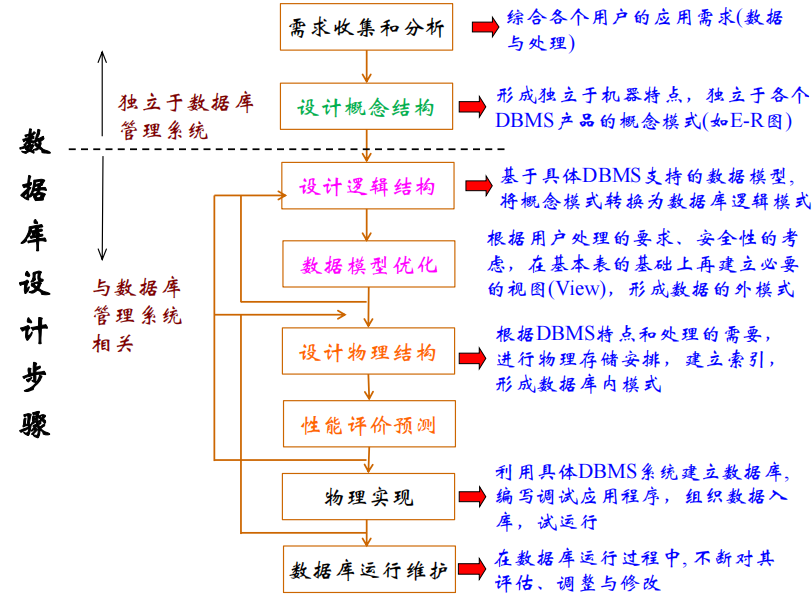 数据库设计步骤
独立于数据库
管理系统
与数据库
管理系统
相关
需求收集和分析
综合各个用户的应用需求(数据
与处理)
设计概念结构
形成独立于机器特点，独立于各个
DBMS产品的概念模式(如E-R图)
设计逻辑结构
基于具体DBMS支持的数据模型,
将概念模式转换为数据库逻辑模式
数据模型优化
根据用户处理的要求、安全性的考
虑，在基本表的基础上再建立必要
的视图(View)，形成数据的外模式
设计物理结构
根据DBMS特点和处理的需要，
进行物理存储安排，建立索引，
形成数据库内模式
性能评价预测
物理实现
利用具体DBMS系统建立数据库,
编写调试应用程序，组织数据入
库，试运行
数据库运行维护
在数据库运行过程中,不断对其
评估、调整与修改